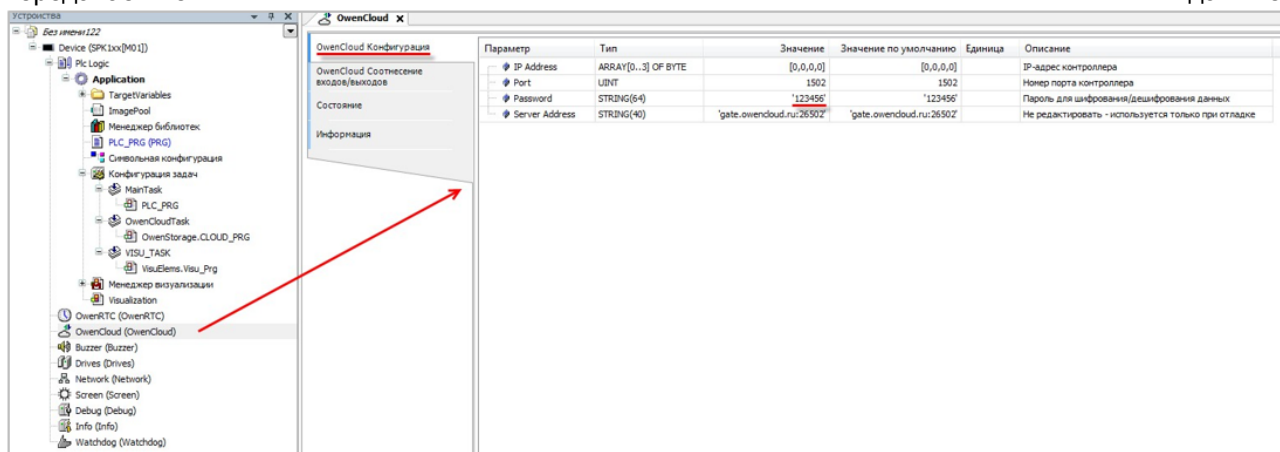 Устройства
OwenCloud
Без имени122
Device (SPK1xx[M01])
Plc Logic
Application
TargetVariables
ImagePool
Менеджер библиотек
PLC_PRG (PRG)
Символьная конфигурация
Конфигурация задач
MainTask
PLC_PRG
OwenCloudTask
OwenStorage.CLOUD_PRG
VISU_TASK
VisuElems.Visu_Prg
Менеджер визуализации
Visualization
OwenRTC (OwenRTC)
OwenCloud (OwenCloud)
Buzzer (Buzzer)
Drives (Drives)
Network (Network)
Screen (Screen)
Debug (Debug)
Info (Info)
Watchdog (Watchdog)
OwenCloud Конфигурация
OwenCloud Соотнесение
входов/выходов
Состояние
Информация
Параметр Тип Значение Значение по умолчанию Единица Описание
IP Address ARRAY[0..3] OF BYTE [0,0,0,0] [0,0,0,0] IP-адрес контроллера
Port UINT 1502 1502 Номер порта контроллера
Password STRING(64) '123456' '123456' Пароль для шифрования/дешифрования данных
Server Address STRING(40) 'gate.owencloud.ru:26502' 'gate.owencloud.ru:26502' Не редактировать - используется только при отладке